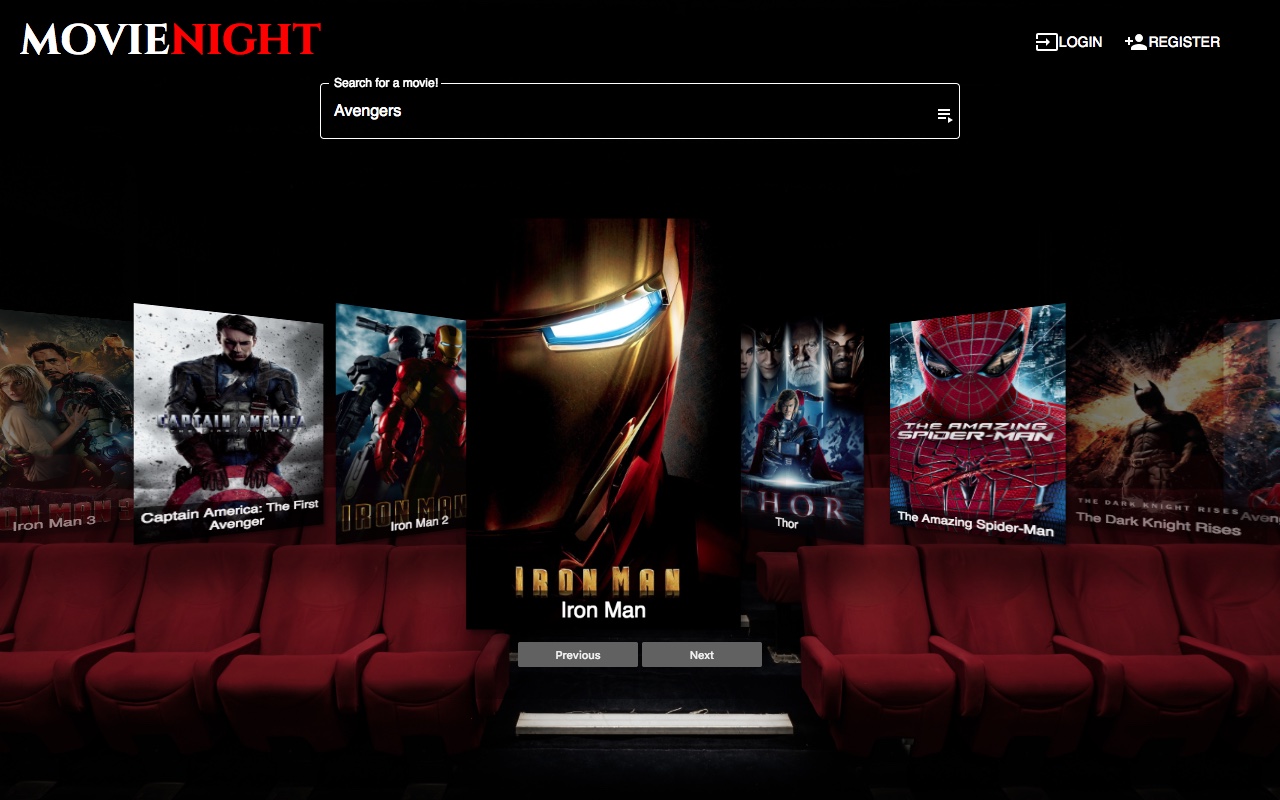 MOVIENIGHT
LOGIN
REGISTER
Search for a movie!
Avengers
CAPTAIN AMERICA
Captain America: The First
Avenger
IRON MAN
Iron Man 3
IRON MAN
Iron Man 2
IRON MAN
Iron Man
THOR
Thor
THE AMAZING
SPIDER-MAN
The Amazing Spider-Man
THE DARK KNIGHT RISES
The Dark Knight Rises
Previous
Next